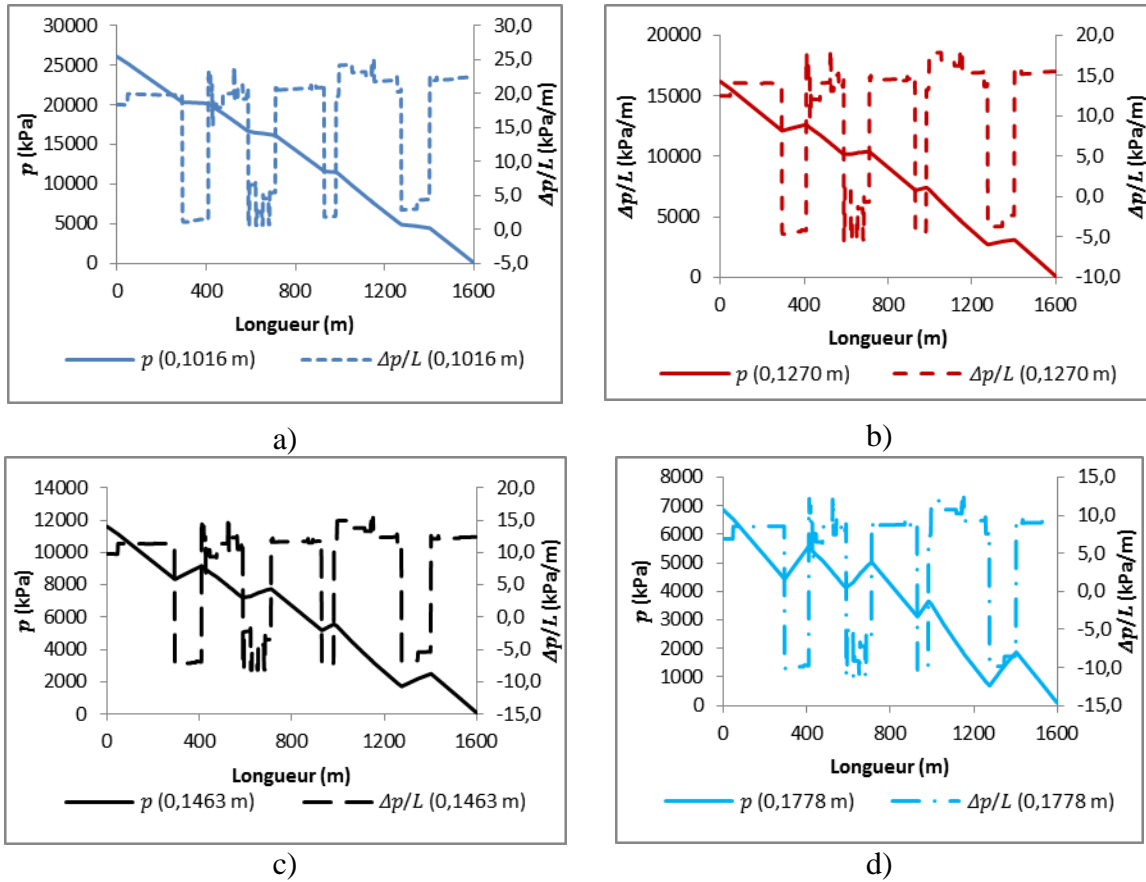 30000
25000
20000
15000
10000
5000
0
p (kPa)
30,0
25,0
20,0
15,0
10,0
5,0
0,0
-5,0
Δp/L (kPa/m)
0 400 800 1200 1600
Longueur (m)
p (0,1016 m) Δp/L (0,1016 m)
a)
20000
15000
10000
5000
0
Δp/L (kPa/m)
20,0
15,0
10,0
5,0
0,0
-5,0
-10,0
Δp/L (kPa/m)
0 400 800 1200 1600
Longueur (m)
p (0,1270 m) Δp/L (0,1270 m)
b)
14000
12000
10000
8000
6000
4000
2000
0
p (kPa)
20,0
15,0
10,0
5,0
0,0
-5,0
-10,0
-15,0
Δp/L (kPa/m)
0 400 800 1200 1600
Longueur (m)
p (0,1463 m) Δp/L (0,1463 m)
c)
8000
7000
6000
5000
4000
3000
2000
1000
0
p (kPa)
15,0
10,0
5,0
0,0
-5,0
-10,0
-15,0
Δp/L (kPa/m)
0 400 800 1200 1600
Longueur (m)
p (0,1778 m) Δp/L (0,1778 m)
d)